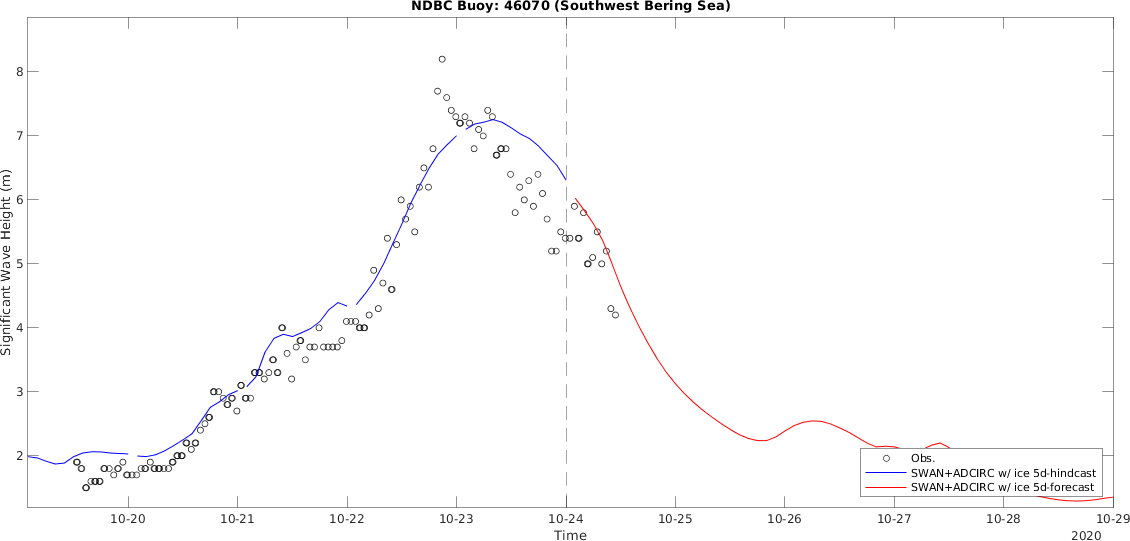 NDBC Buoy: 46070 (Southwest Bering Sea)
Significant Wave Height (m)
8
7
6
5
4
3
2
Obs.
SWAN+ADCIRC w/ ice 5d-hindcast
SWAN+ADCIRC w/ ice 5d-forecast
10-20 10-21 10-22 10-23 10-24 10-25 10-26 10-27 10-28 10-29
Time
2020